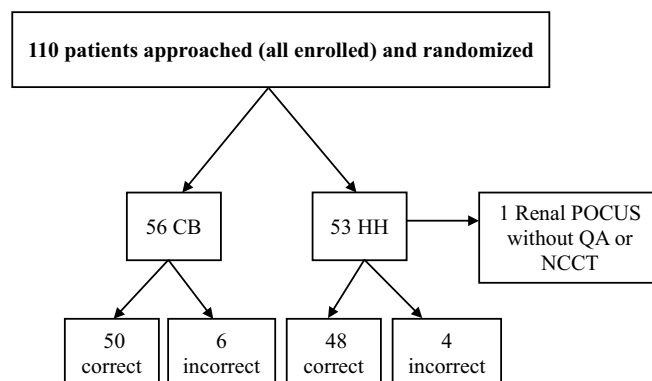 110 patients approached (all enrolled) and randomized
56 CB
53 HH
1 Renal POCUS
without QA or
NCCT
50
correct
6
incorrect
48
correct
4
incorrect